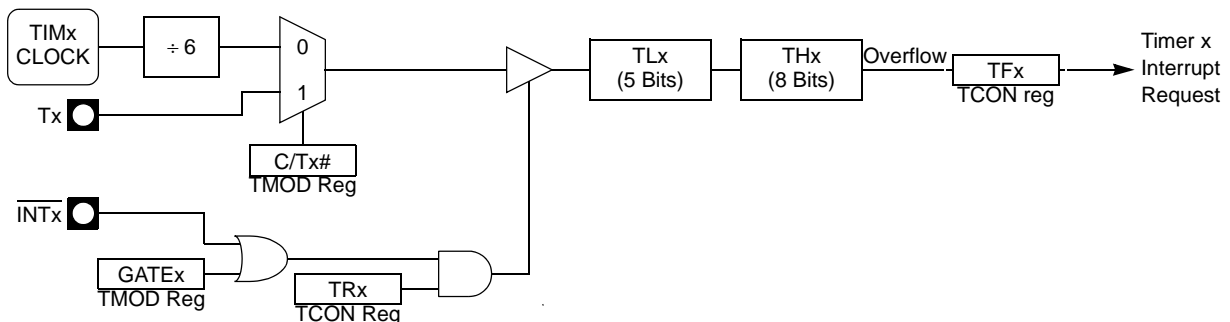 TIMx
CLOCK
÷ 6
0
1
Tx
C/Tx#
TMOD Reg
INTx
GATEx
TMOD Reg
TRx
TCON Reg
TLx
(5 Bits)
THx
(8 Bits)
Overflow
TFx
TCON reg
Timer x
Interrupt
Request